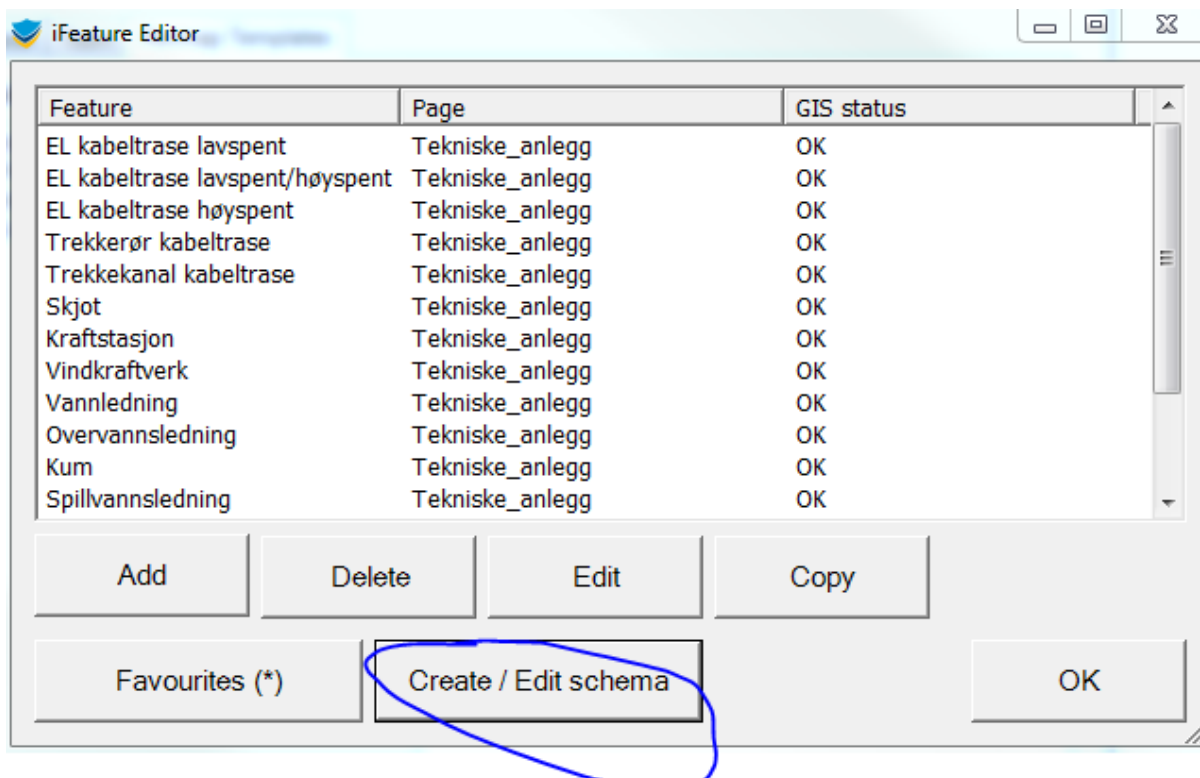 iFeature Editor
Feature Page GIS status
EL kabeltrase lavspent Tekniske_anlegg OK
EL kabeltrase lavspent/høyspent Tekniske_anlegg OK
EL kabeltrase høyspent Tekniske_anlegg OK
Trekkerør kabeltrase Tekniske_anlegg OK
Trekkekanal kabeltrase Tekniske_anlegg OK
Skjot Tekniske_anlegg OK
Kraftstasjon Tekniske_anlegg OK
Vindkraftverk Tekniske_anlegg OK
Vannledning Tekniske_anlegg OK
Overvannsledning Tekniske_anlegg OK
Kum Tekniske_anlegg OK
Spillvannsledning Tekniske_anlegg OK
Add Delete Edit Copy
Favourites (*) Create / Edit schema OK